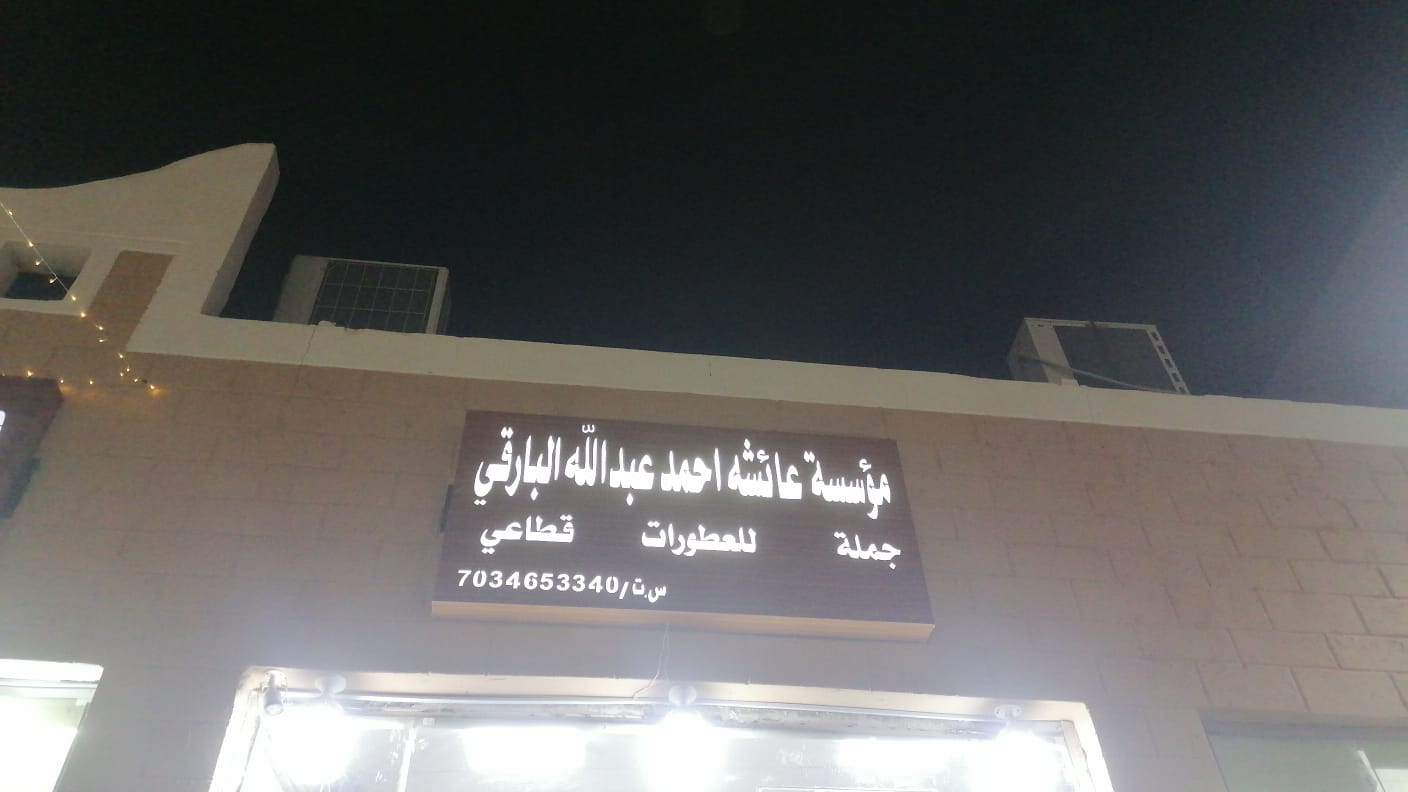 مؤسسة عائشه احمد عبدالله البارقي
جملة للعطورات قطاعي
س.ت/7034653340